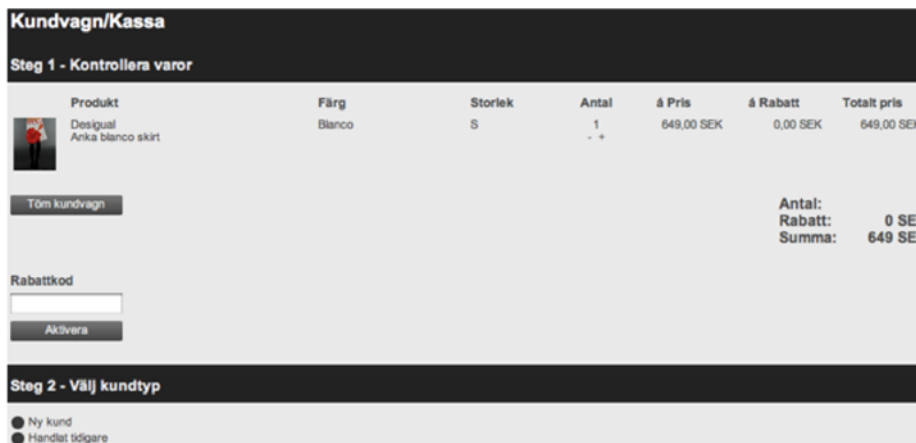 Kundvagn/Kassa
Steg 1 - Kontrollera varor
Produkt Färg Storlek Antal á Pris á Rabatt Totalt pris
Desigual Blanco S 1 649,00 SEK 0,00 SEK 649,00 SEK
Anka blanco skirt - +
Töm kundvagn
Antal:
Rabatt: 0 SE
Summa: 649 SE
Rabattkod
Aktivera
Steg 2 - Välj kundtyp
Ny kund
Handlat tidigare